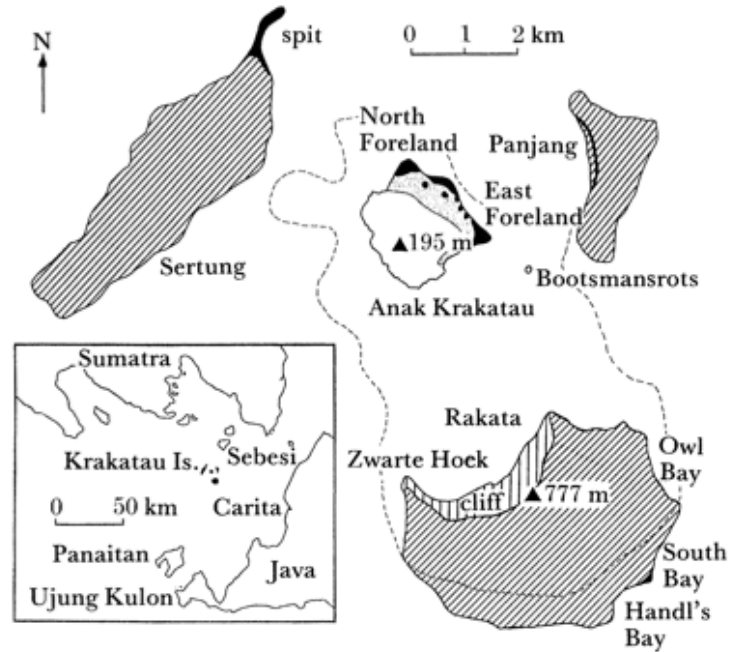 spit
N
0 1 2 km
North
Foreland
Panjang
East
Foreland
195 m
Sertung
Bootsmansrots
Anak Krakatau
Sumatra
Rakata
Krakatau Is.
Sebesi
Zwarte Hoek
Owl
Bay
cliff
777 m
0 50 km
Carita
Panaitan
Java
South
Bay
Ujung Kulon
Handl's
Bay